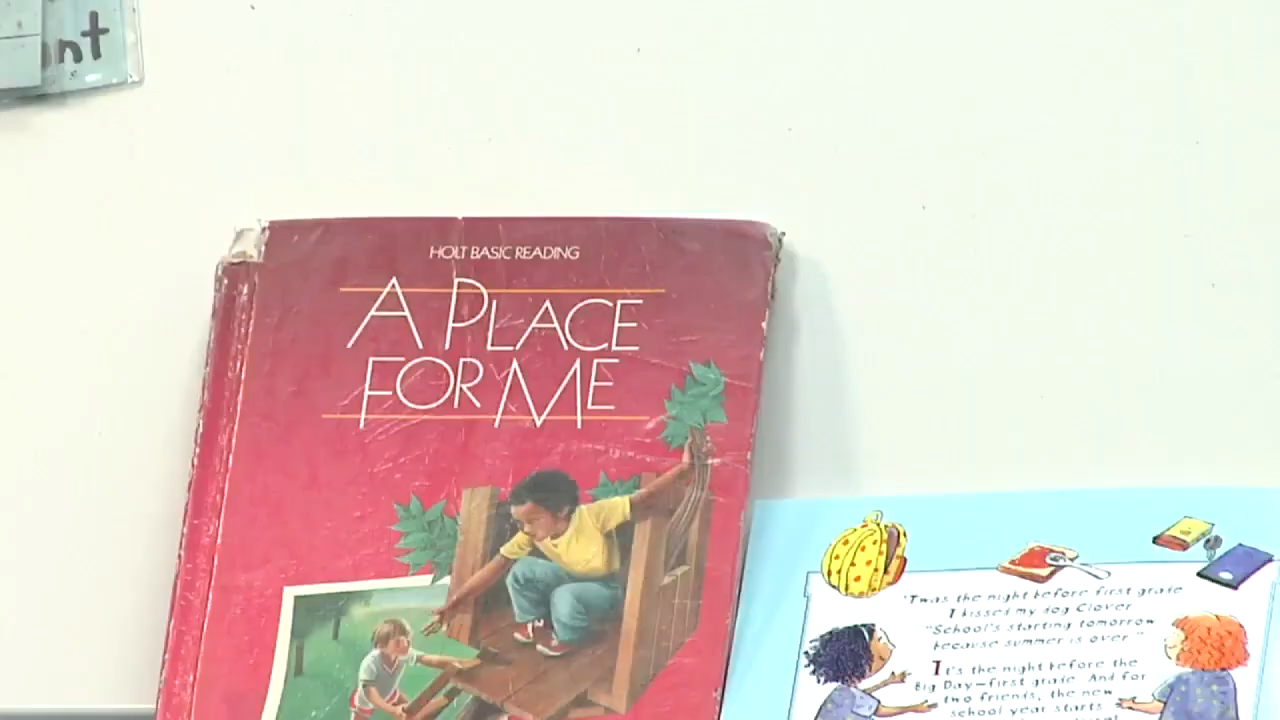 nt
HOLT BASIC READING
A PLACE
FOR ME
'Twas the night before first grade
I kissed my dog Clover
"School's starting tomorrow
because summer is over."
It's the night before the
Big Day—first grade. And for
two friends, the new
school year starts